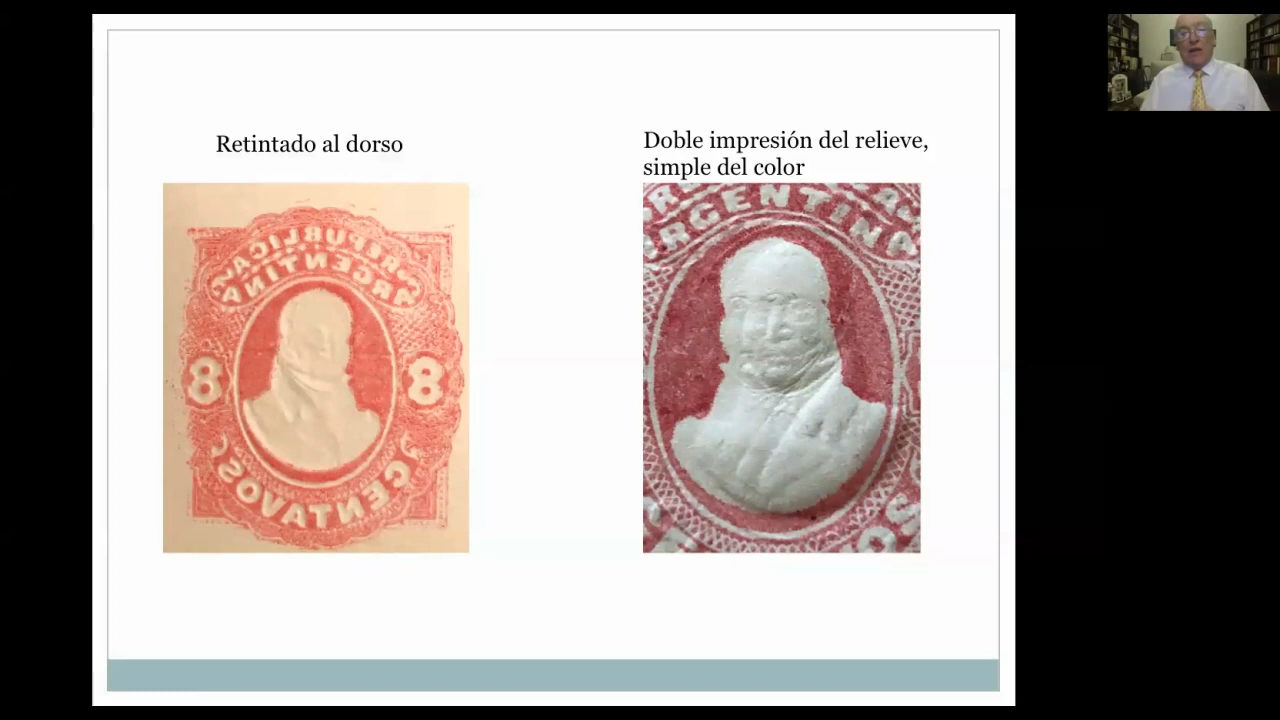 Retintado al dorso
REPUBLICA
ARGENTINA
8 8
CENTAVOS
Doble impresión del relieve,
simple del color
ARGENTINA